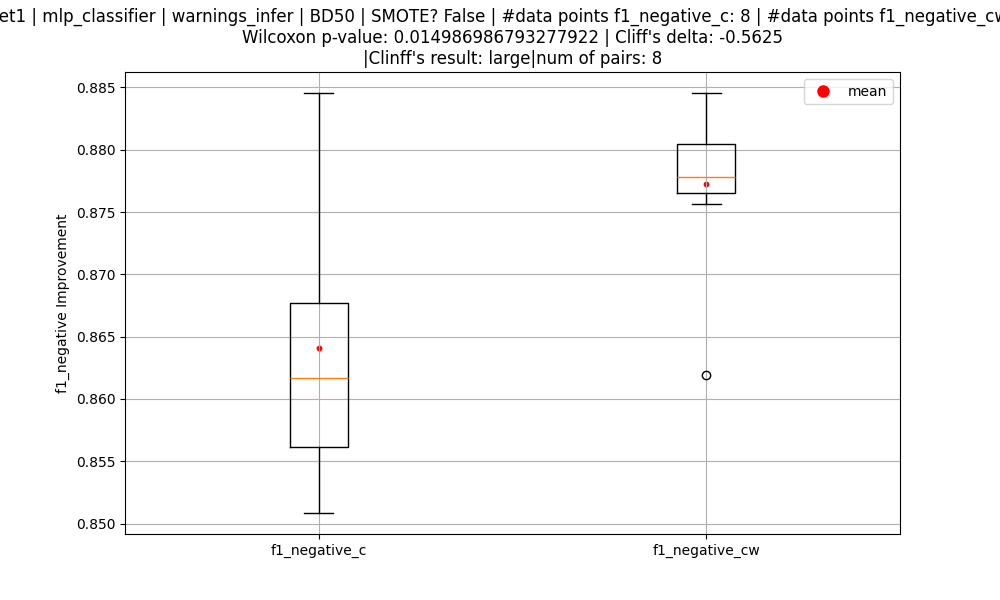 et1 | mlp_classifier | warnings_infer | BD50 | SMOTE? False | #data points f1_negative_c: 8 | #data points f1_negative_cw
Wilcoxon p-value: 0.014986986793277922 | Cliff's delta: -0.5625
|Clinff's result: large|num of pairs: 8
mean
0.885
0.880
0.875
0.870
0.865
0.860
0.855
0.850
f1_negative Improvement
f1_negative_c
f1_negative_cw